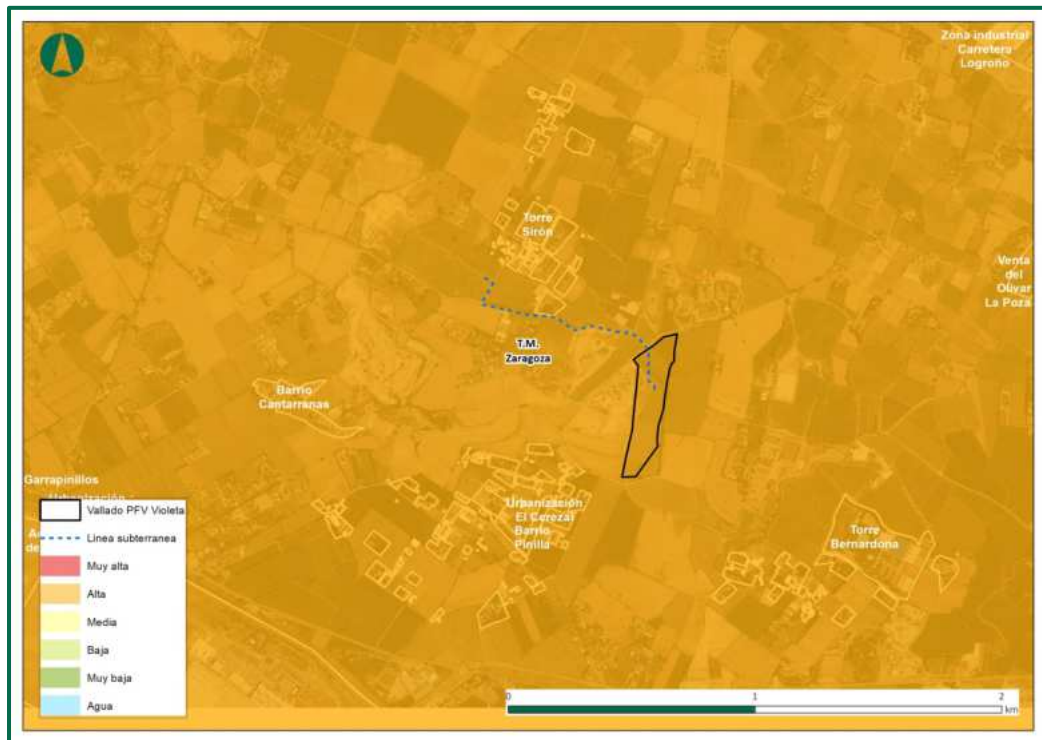 Zona industrial
Carretera
Logroño
Torre
Sirón
Venta
del
Olivar
La Poza
T.M.
Zaragoza
Barrio
Cantarranas
Garrapinillos
Urbanización
El Cerezal
Barrio
Pinilla
Torre
Bernardona
Vallado PFV Violeta
Linea subterranea
Muy alta
Alta
Media
Baja
Muy baja
Agua
0
1
2
km